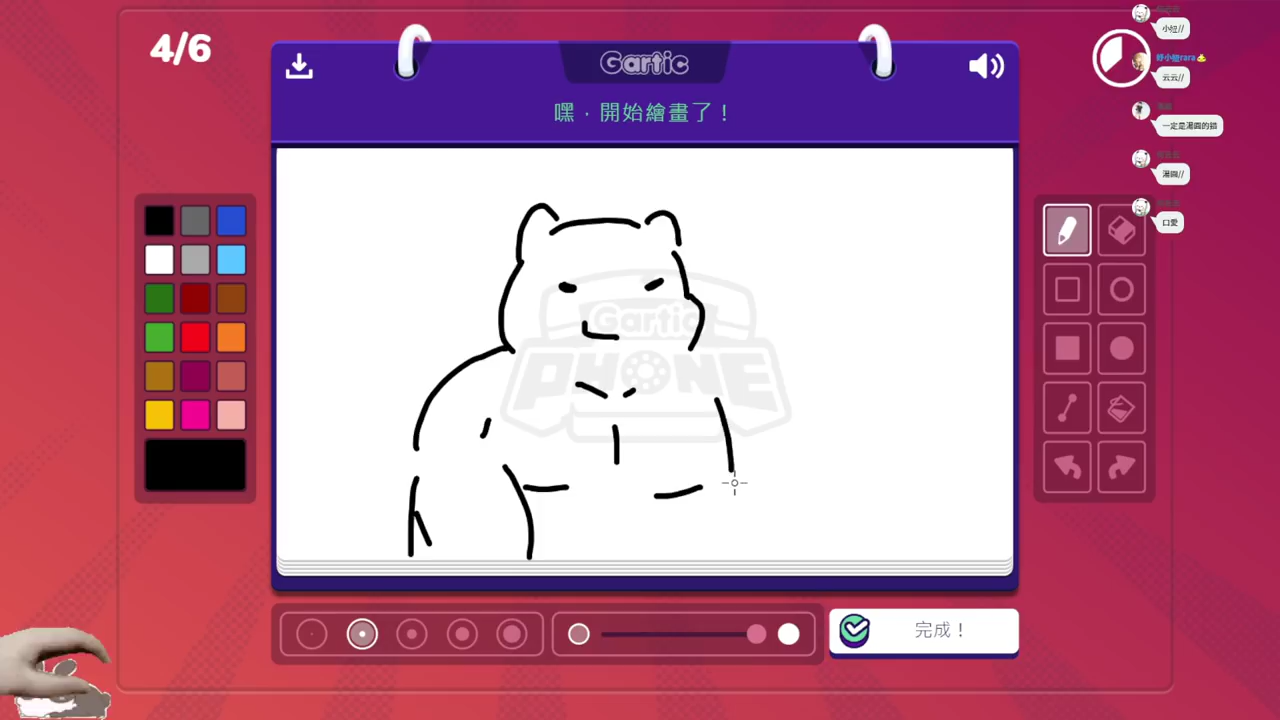 4/6
Gartic
嘿，開始繪畫了！
Gartic
PHONE
完成！
小紅//
云云//
一定是湯圓的錯
湯圓//
口愛